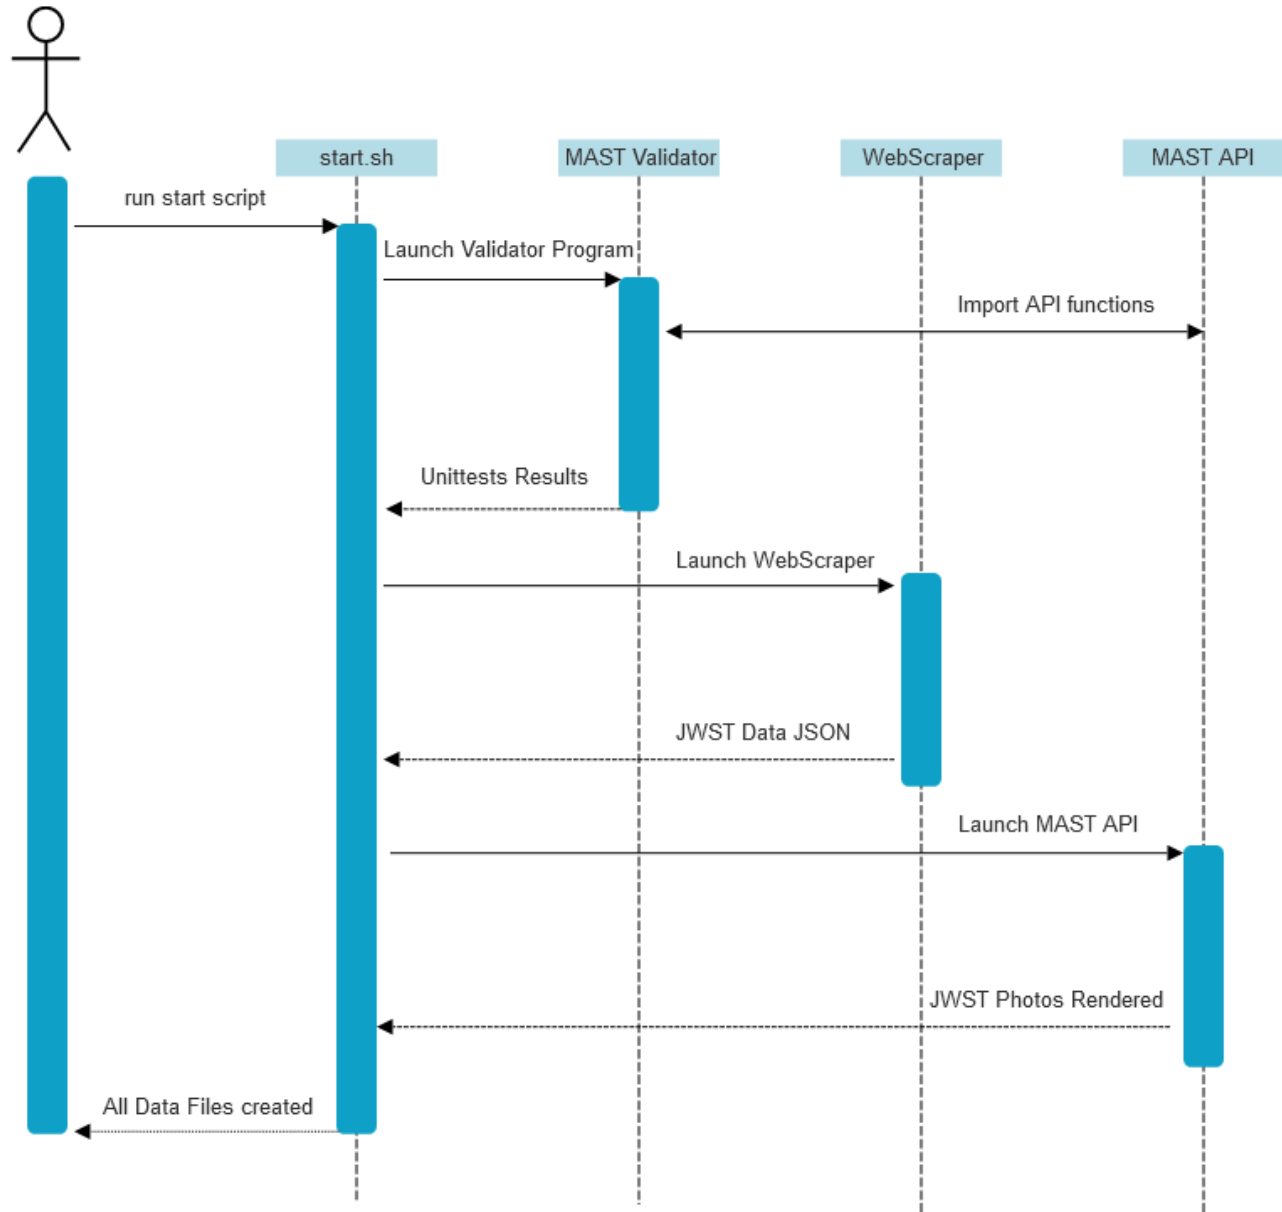 start.sh
MAST Validator
WebScraper
MAST API
run start script
Launch Validator Program
Import API functions
Unittests Results
Launch WebScraper
JWST Data JSON
Launch MAST API
JWST Photos Rendered
All Data Files created